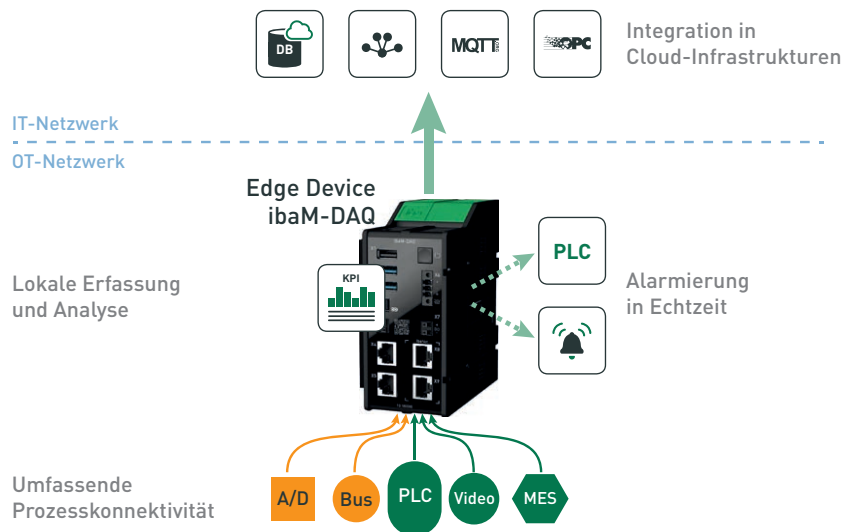 DB
MQTT
OPC
Integration in
Cloud-Infrastrukturen
IT-Netzwerk
OT-Netzwerk
Edge Device
ibaM-DAQ
KPI
PLC
Lokale Erfassung
und Analyse
Alarmierung
in Echtzeit
Umfassende
Prozesskonnektivität
A/D
Bus
PLC
Video
MES